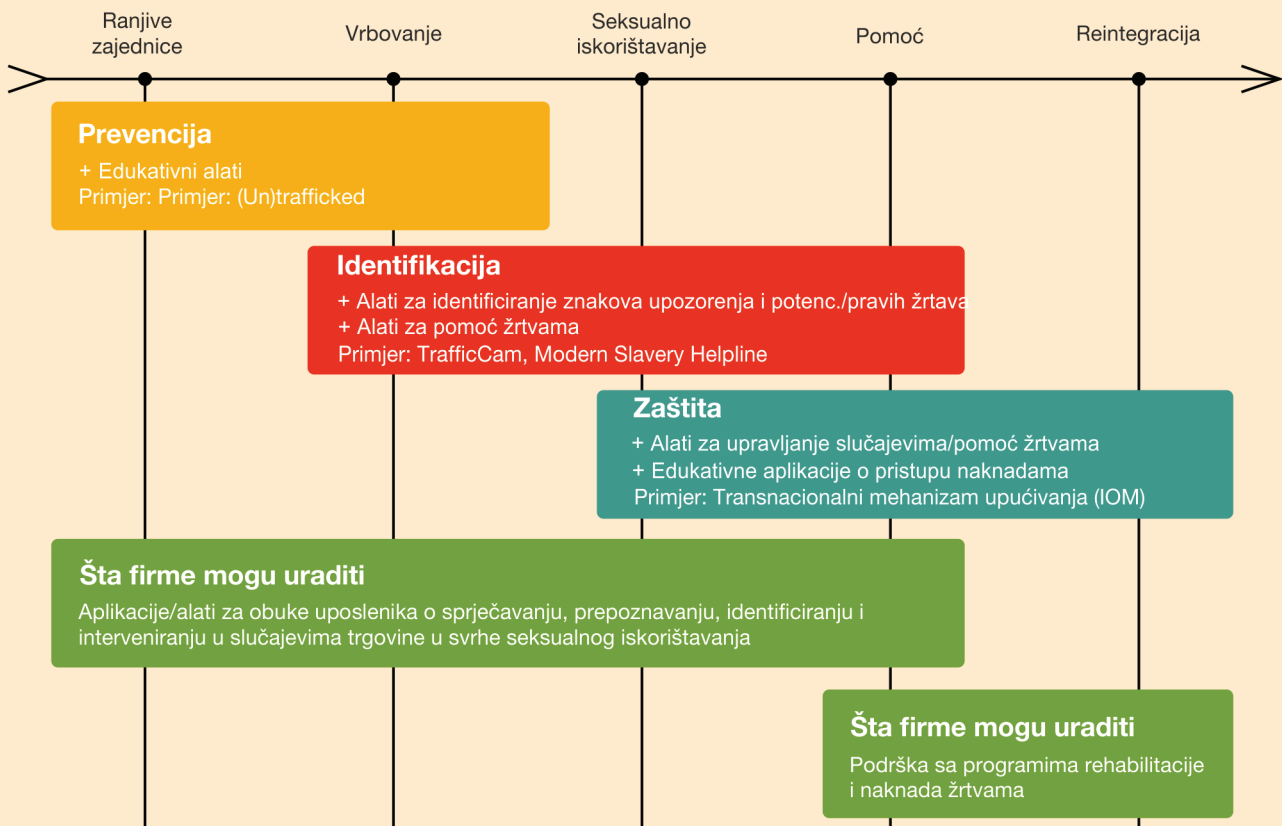 Ranjive
zajednice
Vrbovanje
Seksualno
iskorištavanje
Pomoć
Reintegracija
Prevencija
+ Edukativni alati
Primjer: Primjer: (Un)trafficked
Identifikacija
+ Alati za identificiranje znakova upozorenja i potenc./pravih žrtava
+ Alati za pomoć žrtvama
Primjer: TrafficCam, Modern Slavery Helpline
Zaštita
+ Alati za upravljanje slučajevima/pomoć žrtvama
+ Edukativne aplikacije o pristupu naknadama
Primjer: Transnacionalni mehanizam upućivanja (IOM)
Šta firme mogu uraditi
Aplikacije/alati za obuke uposlenika o sprječavanju, prepoznavanju, identificiranju i
interveniranju u slučajevima trgovine u svrhe seksualnog iskorištavanja
Šta firme mogu uraditi
Podrška sa programima rehabilitacije
i naknada žrtvama